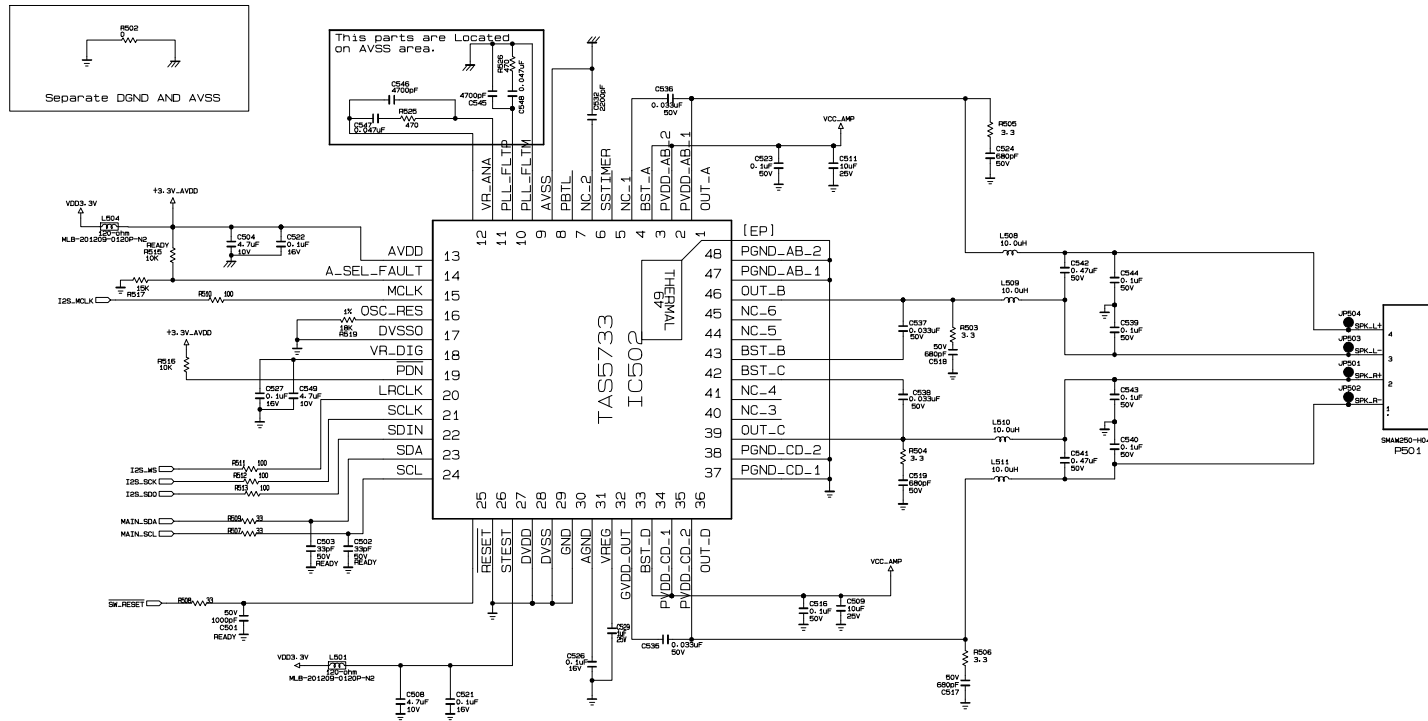 R502
0
Separate DGND AND AVSS
This parts are Located
on AVSS area.
C546
4700pF
C547
0.047uF
R525
470
4700pF
C545
R526
470
C548 0.047uF
C532
2200pF
C536
0.033uF
50V
VCC_AMP
C523
0.1uF
50V
C511
10uF
25V
R505
3.3
C524
680pF
50V
VR_ANA
PLL_FLTP
PLL_FLTM
AVSS
PBTL
NC_2
SSTIMER
NC_1
BST_A
PVDD_AB_2
PVDD_AB_1
OUT_A
12
11
10
9
8
7
6
5
4
3
2
1
+3.3V_AVDD
VDD3.3V
L504
120-ohm
MLB-201209-0120P-N2
READY
R515
10K
C504
4.7uF
10V
C522
0.1uF
16V
15K
R517
I2S_MCLK
R510 100
1%
18K
R519
+3.3V_AVDD
R516
10K
C527
0.1uF
16V
C549
4.7uF
10V
AVDD 13
A_SEL_FAULT 14
MCLK 15
OSC_RES 16
DVSSO 17
VR_DIG 18
PDN 19
LRCLK 20
SCLK 21
SDIN 22
SDA 23
SCL 24
TAS5733
IC502
THERMAL
49
[EP]
48 PGND_AB_2
47 PGND_AB_1
46 OUT_B
45 NC_6
44 NC_5
43 BST_B
42 BST_C
41 NC_4
40 NC_3
39 OUT_C
38 PGND_CD_2
37 PGND_CD_1
I2S_WS
R511 100
I2S_SCK
R512 100
I2S_SDO
R513 100
MAIN_SDA
R509 33
MAIN_SCL
R507 33
C503
33pF
50V
READY
C502
33pF
50V
READY
SW_RESET
R508 33
50V
1000pF
C501
READY
VDD3.3V
L501
120-ohm
MLB-201209-0120P-N2
C508
4.7uF
10V
C521
0.1uF
16V
25
26
27
28
29
30
31
32
33
34
35
36
RESET
STEST
DVDD
DVSS
GND
AGND
VREG
GVDD_OUT
BST_D
PVDD_CD_1
PVDD_CD_2
OUT_D
C526
0.1uF
16V
C529
1uF
25V
C535
0.033uF
50V
VCC_AMP
C516
0.1uF
50V
C509
10uF
25V
R506
3.3
50V
680pF
C517
C537
0.033uF
50V
R503
3.3
50V
680pF
C518
C538
0.033uF
50V
R504
3.3
C519
680pF
50V
L508
10.0uH
L509
10.0uH
L510
10.0uH
L511
10.0uH
C542
0.47uF
50V
C544
0.1uF
50V
C539
0.1uF
50V
C543
0.1uF
50V
C541
0.47uF
50V
C540
0.1uF
50V
JP504
SPK_L+
4
JP503
SPK_L-
3
JP501
SPK_R+
2
JP502
SPK_R-
1
SMAW250-H04
P501